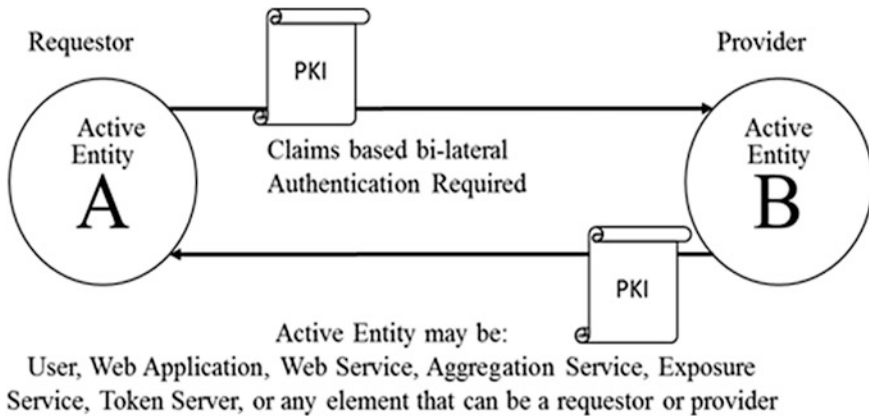 Requestor
Provider
PKI
Active
Entity
A
Claims based bi-lateral
Authentication Required
Active
Entity
B
PKI
Active Entity may be:
User, Web Application, Web Service, Aggregation Service, Exposure
Service, Token Server, or any element that can be a requestor or provider